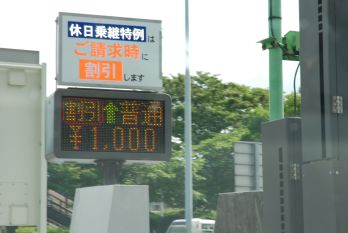 休日乗継特例は
ご請求時に
割引します
割引↑普通
¥1,000